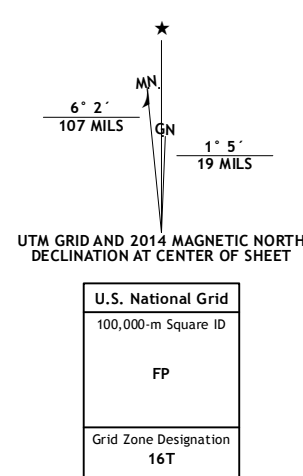 ★
MN.
GN
6° 2´
107 MILS
1° 5´
19 MILS
UTM GRID AND 2014 MAGNETIC NORTH
DECLINATION AT CENTER OF SHEET
U.S. National Grid
100,000-m Square ID
FP
Grid Zone Designation
16T